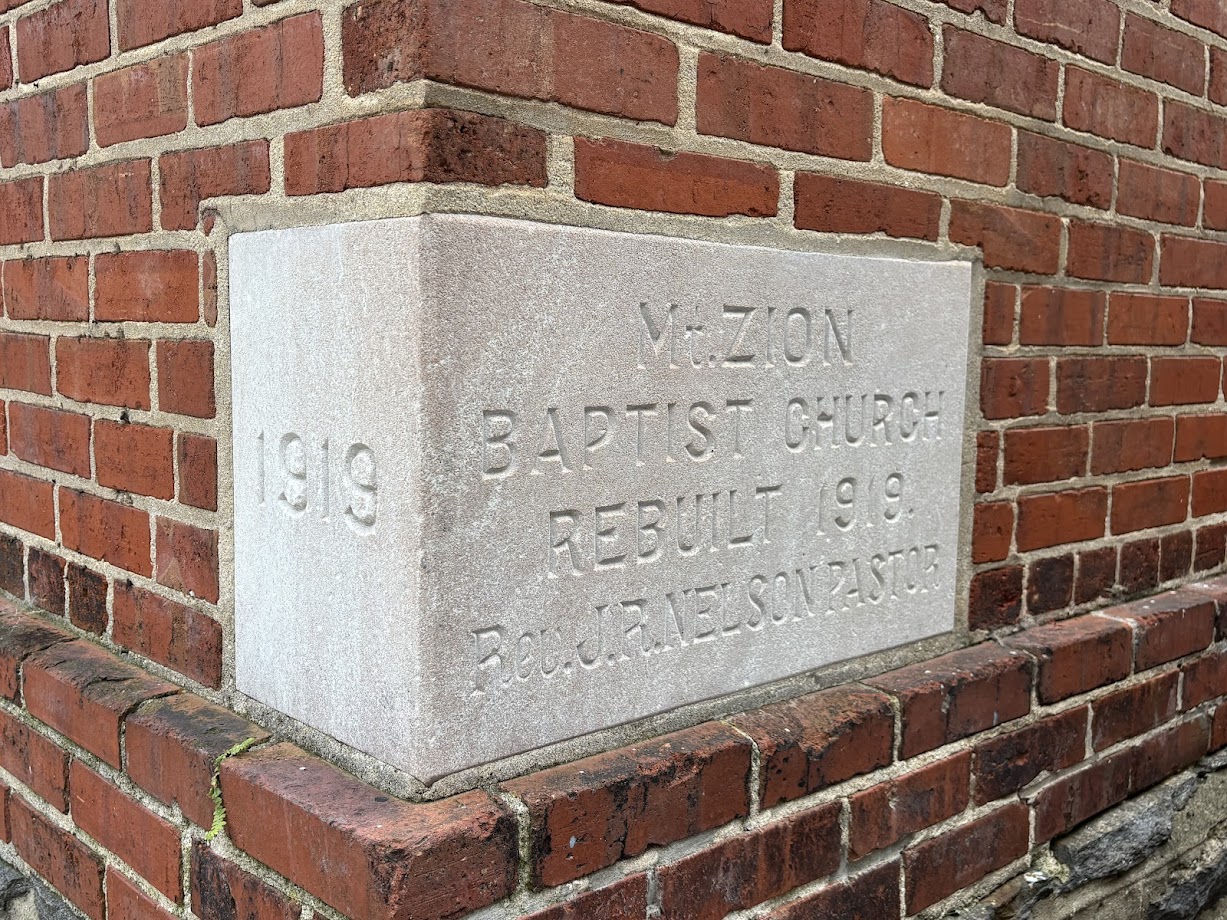 1919
Mt. ZION
BAPTIST CHURCH
REBUILT 1919.
Rev. J.R. NELSON PASTOR